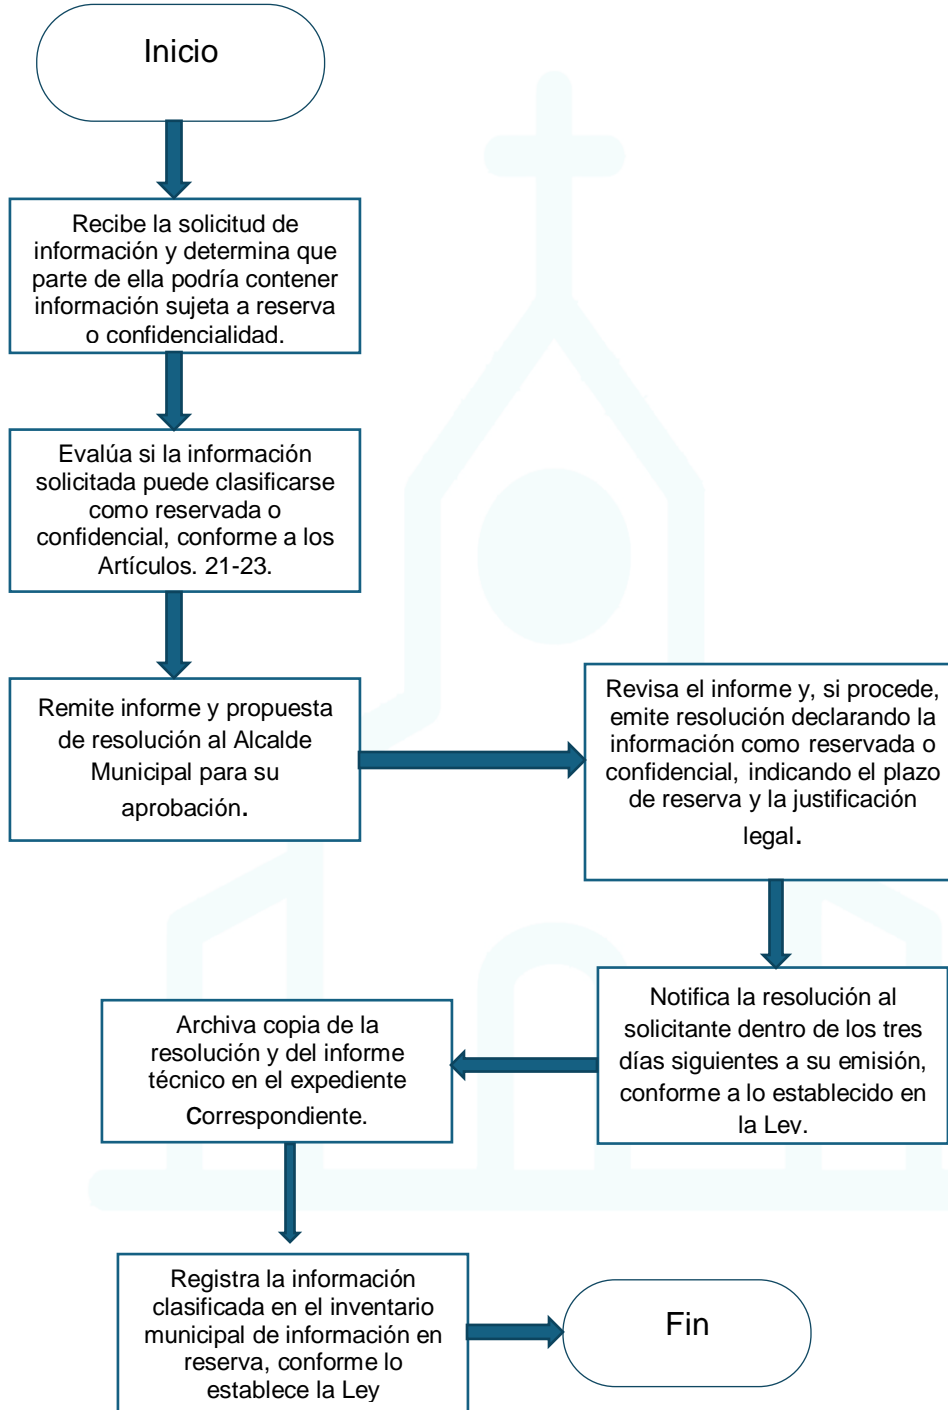 Inicio
Recibe la solicitud de
información y determina que
parte de ella podría contener
información sujeta a reserva
o confidencialidad.
Evalúa si la información
solicitada puede clasificarse
como reservada o
confidencial, conforme a los
Artículos. 21-23.
Remite informe y propuesta
de resolución al Alcalde
Municipal para su
aprobación.
Revisa el informe y, si procede,
emite resolución declarando la
información como reservada o
confidencial, indicando el plazo
de reserva y la justificación
legal.
Notifica la resolución al
solicitante dentro de los tres
días siguientes a su emisión,
conforme a lo establecido en
la Ley.
Archiva copia de la
resolución y del informe
técnico en el expediente
Correspondiente.
Registra la información
clasificada en el inventario
municipal de información en
reserva, conforme lo
establece la Ley
Fin